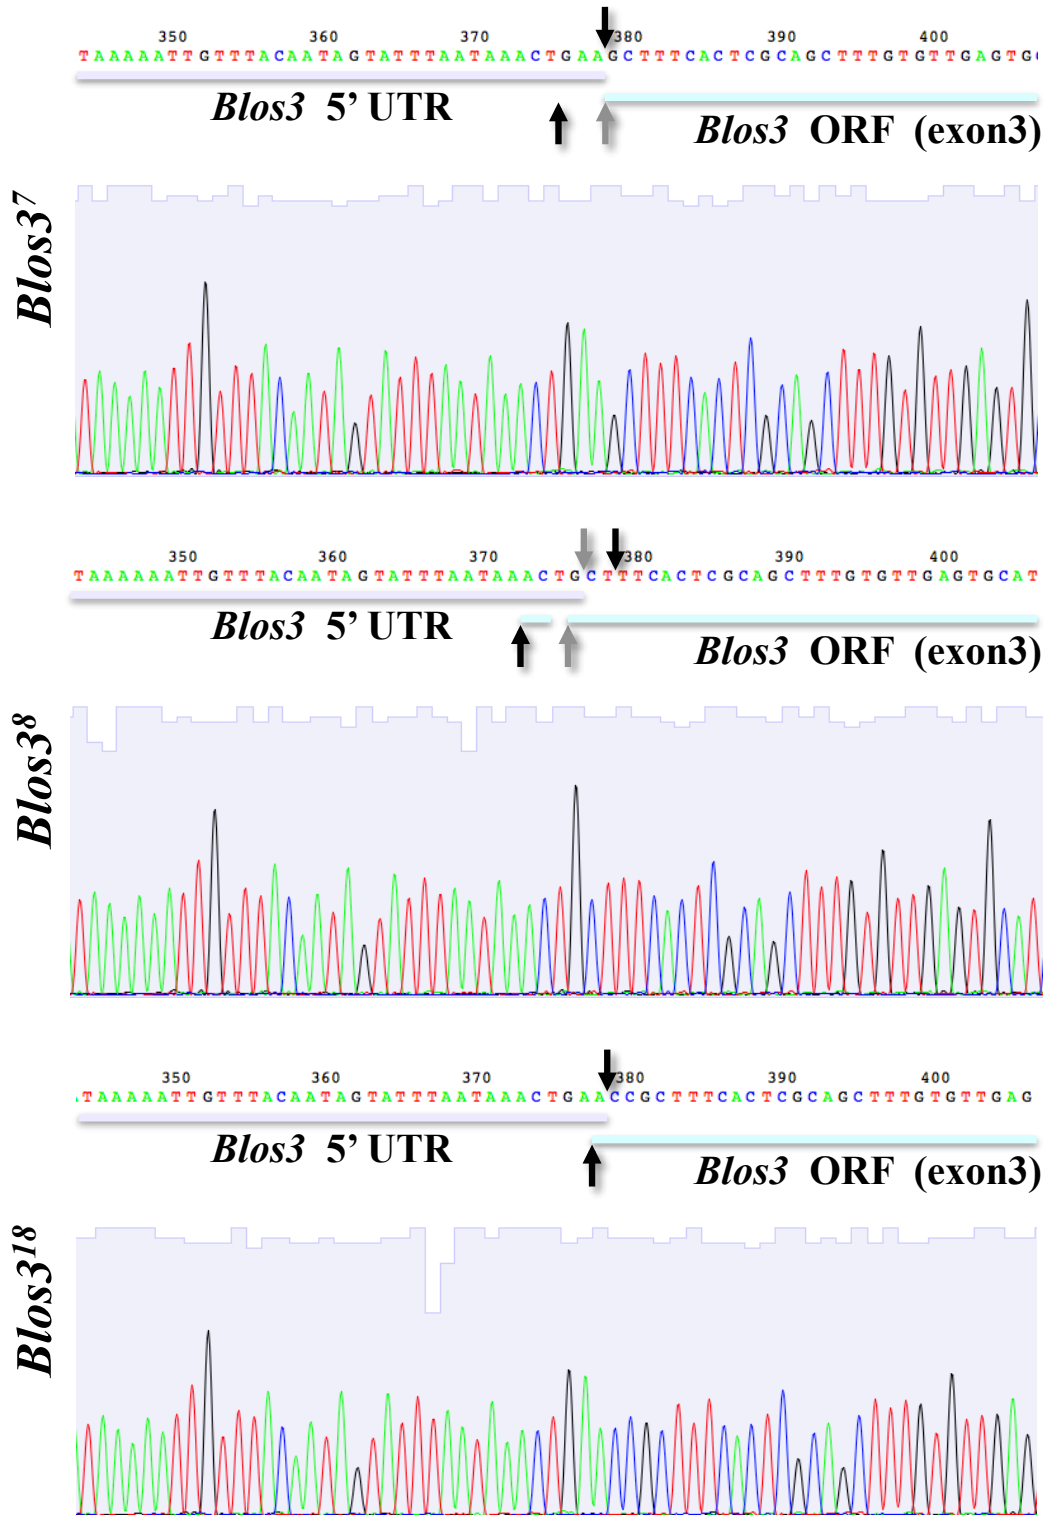 350 360 370 380 390 400
TAAAAATTGTTTACAATAGTATTTAATAAACTGAAGCTTTCACTCGCAGCTTTGTGTTGAGTG
Blos3 5’ UTR
Blos3 ORF (exon3)
Blos3⁷
350 360 370 380 390 400
TAAAAAATTGTTTACAATAGTATTTAATAAACTGCTTTCACTCGCAGCTTTGTGTTGAGTGCAT
Blos3 5’ UTR
Blos3 ORF (exon3)
Blos3⁸
350 360 370 380 390 400
TAAAAATTGTTTACAATAGTATTTAATAAACTGAACCGCTTTCACTCGCAGCTTTGTGTTGAG
Blos3 5’ UTR
Blos3 ORF (exon3)
Blos3¹⁸